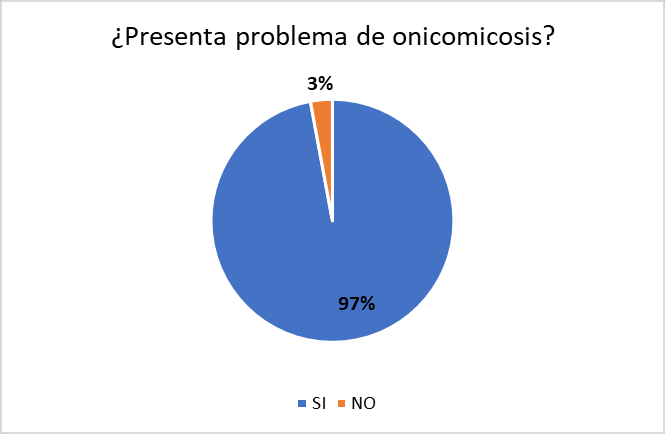 ¿Presenta problema de onicomicosis?
3%
97%
SI NO